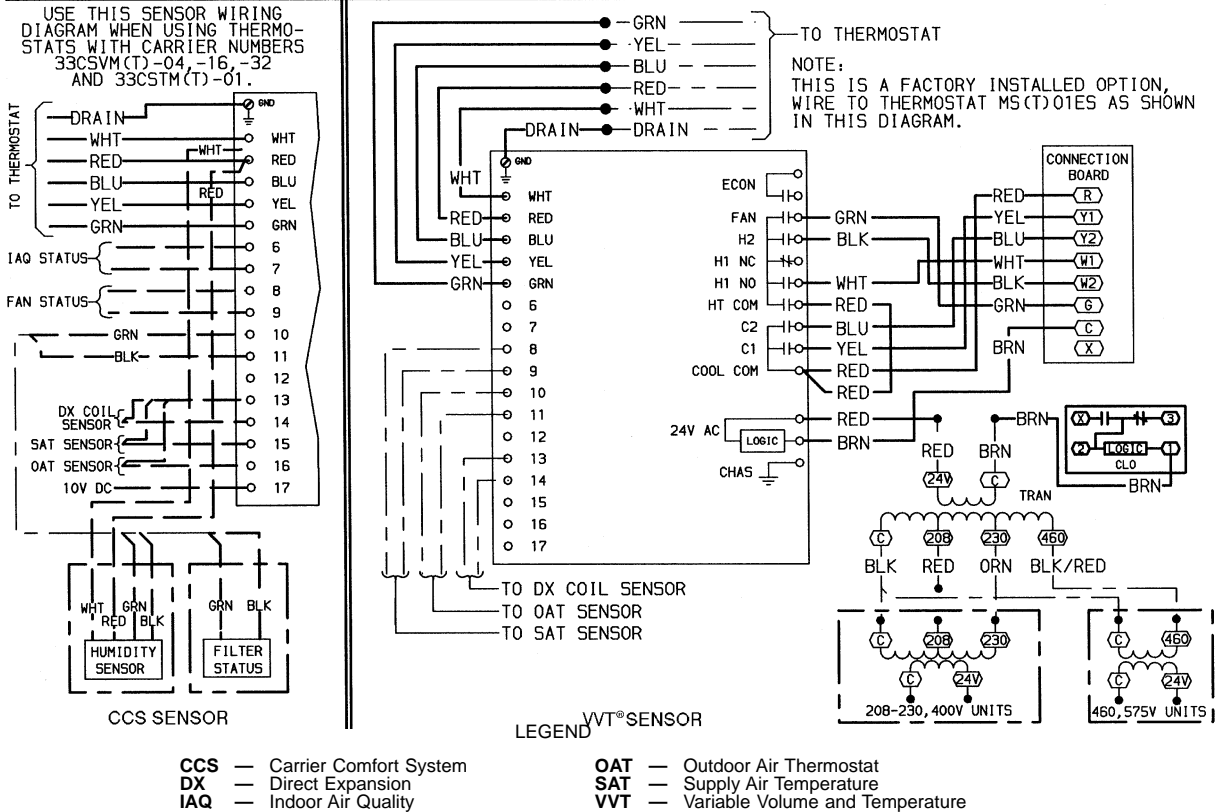 USE THIS SENSOR WIRING
DIAGRAM WHEN USING THERMO-
STATS WITH CARRIER NUMBERS
33CSVM(T)-04,-16,-32
AND 33CSTM(T)-01.
TO THERMOSTAT
DRAIN
WHT
RED
BLU
YEL
GRN
WHT
RED
GND
WHT
RED
BLU
YEL
GRN
6
7
8
9
10
11
12
13
14
15
16
17
IAQ STATUS
FAN STATUS
GRN
BLK
DX COIL
SENSOR
SAT SENSOR
OAT SENSOR
10V DC
WHT
RED
GRN
BLK
HUMIDITY
SENSOR
GRN
BLK
FILTER
STATUS
CCS SENSOR
GRN
YEL
BLU
RED
WHT
DRAIN
DRAIN
TO THERMOSTAT
NOTE:
THIS IS A FACTORY INSTALLED OPTION,
WIRE TO THERMOSTAT MS(T)01ES AS SHOWN
IN THIS DIAGRAM.
WHT
RED
BLU
YEL
GRN
GND
WHT
RED
BLU
YEL
GRN
6
7
8
9
10
11
12
13
14
15
16
17
ECON
FAN
H2
H1 NC
H1 NO
HT COM
C2
C1
COOL COM
24V AC
LOGIC
CHAS
GRN
BLK
WHT
RED
BLU
YEL
RED
RED
RED
BRN
CONNECTION
BOARD
RED R
YEL Y1
BLU Y2
WHT W1
BLK W2
GRN G
BRN C
X
RED
BRN
BRN
24V
C
TRAN
X
3
2
LOGIC
1
CLO
BRN
C
208
230
460
BLK
RED
ORN
BLK/RED
C
208
230
C
24V
208-230,400V UNITS
C
460
C
24V
460,575V UNITS
TO DX COIL SENSOR
TO OAT SENSOR
TO SAT SENSOR
VVT® SENSOR
LEGEND
CCS — Carrier Comfort System
DX — Direct Expansion
IAQ — Indoor Air Quality
OAT — Outdoor Air Thermostat
SAT — Supply Air Temperature
VVT — Variable Volume and Temperature